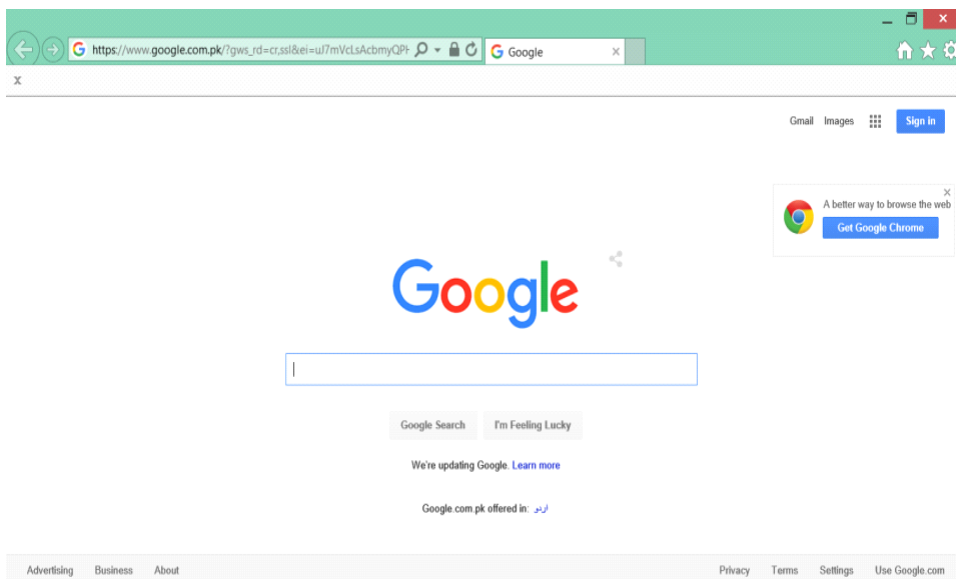 https://www.google.com.pk/?gws_rd=cr,ssl&ei=uJ7mVcLsAcbmyQPH
Google
x
Gmail Images Sign in
A better way to browse the web
Get Google Chrome
Google
Google Search I'm Feeling Lucky
We're updating Google. Learn more
Google.com.pk offered in: اردو
Advertising Business About Privacy Terms Settings Use Google.com